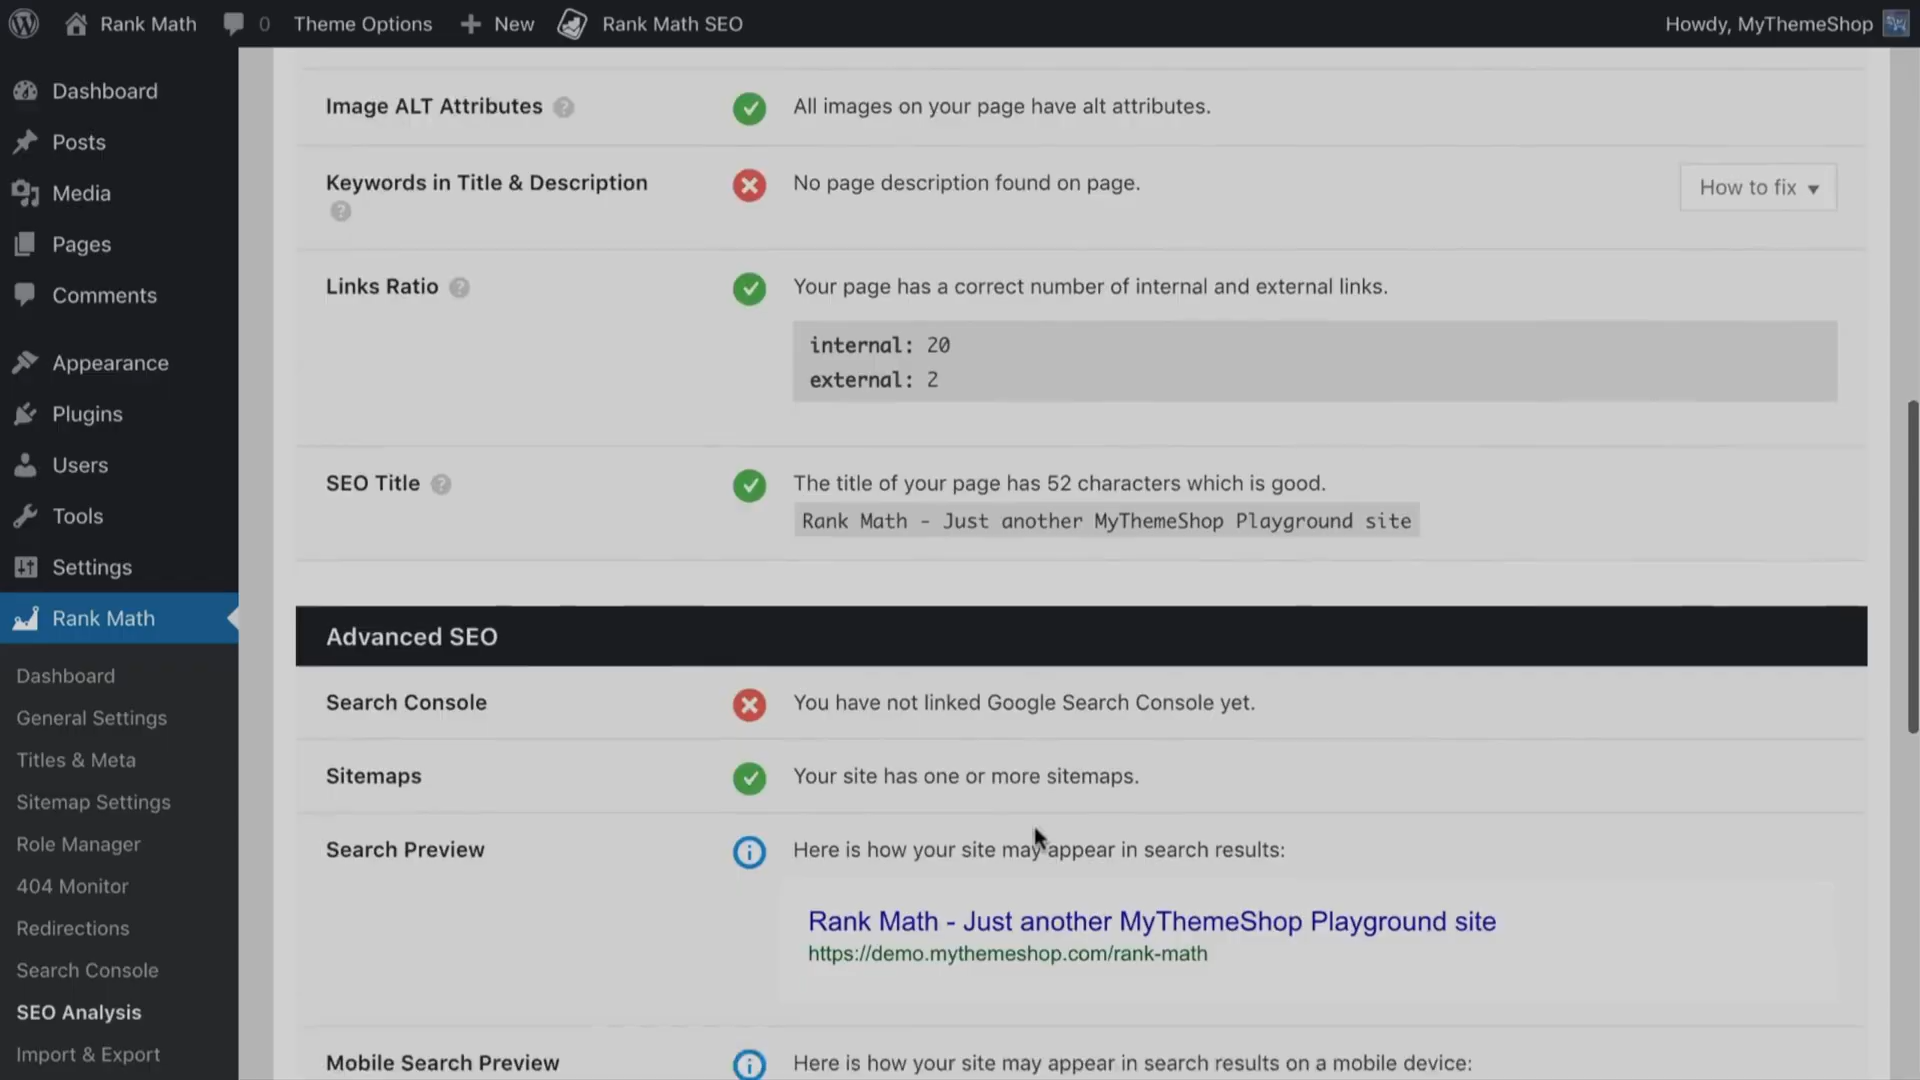 Rank Math
0
Theme Options
New
Rank Math SEO
Howdy, MyThemeShop
Dashboard
Posts
Media
Pages
Comments
Appearance
Plugins
Users
Tools
Settings
Rank Math
Dashboard
General Settings
Titles & Meta
Sitemap Settings
Role Manager
404 Monitor
Redirections
Search Console
SEO Analysis
Import & Export
Image ALT Attributes ?
All images on your page have alt attributes.
Keywords in Title & Description
?
No page description found on page.
How to fix
Links Ratio ?
Your page has a correct number of internal and external links.
internal: 20
external: 2
SEO Title ?
The title of your page has 52 characters which is good.
Rank Math - Just another MyThemeShop Playground site
Advanced SEO
Search Console
You have not linked Google Search Console yet.
Sitemaps
Your site has one or more sitemaps.
Search Preview
Here is how your site may appear in search results:
Rank Math - Just another MyThemeShop Playground site
https://demo.mythemeshop.com/rank-math
Mobile Search Preview
Here is how your site may appear in search results on a mobile device: